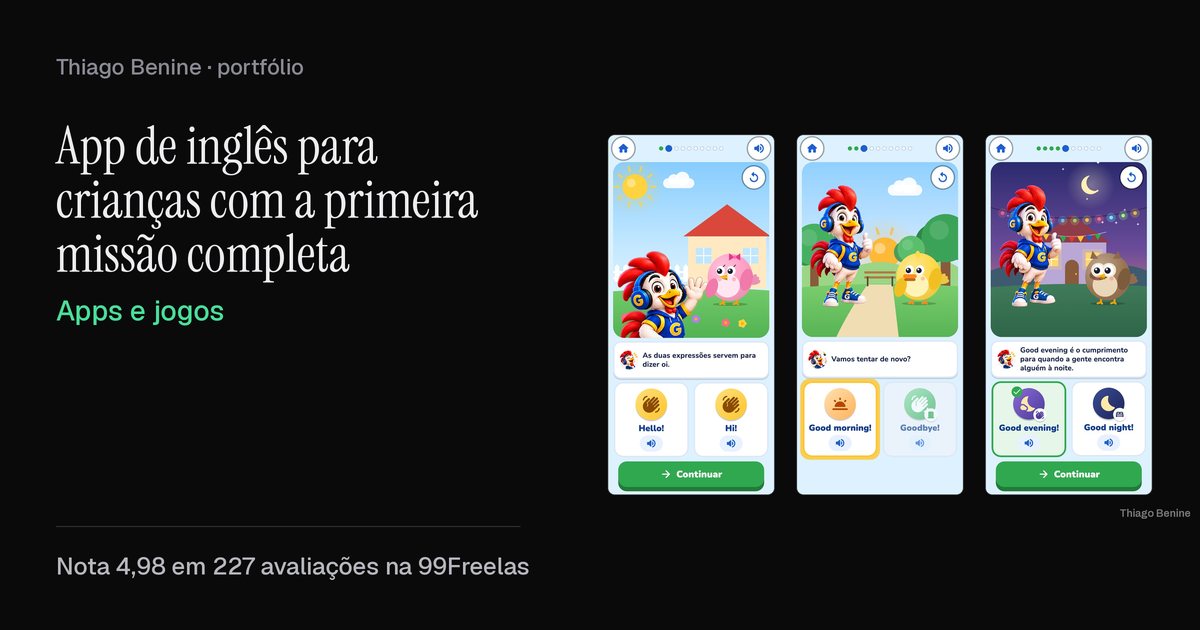 Thiago Benine · portfólio
App de inglês para
crianças com a primeira
missão completa
Apps e jogos
Nota 4,98 em 227 avaliações na 99Freelas
G
G
As duas expressões servem para
dizer oi.
Hello!
Hi!
Continuar
G
G
Vamos tentar de novo?
Good morning!
Goodbye!
G
G
Good evening é o cumprimento
para quando a gente encontra
alguém à noite.
Good evening!
Good night!
Continuar
Thiago Benine